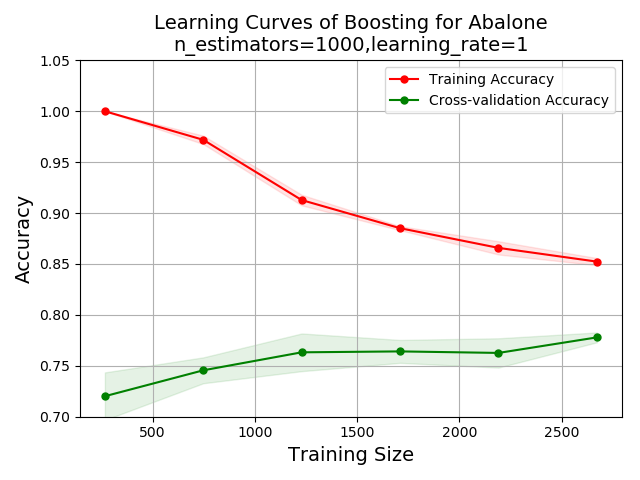 Learning Curves of Boosting for Abalone
n_estimators=1000,learning_rate=1
Training Accuracy
Cross-validation Accuracy
Accuracy
1.05
1.00
0.95
0.90
0.85
0.80
0.75
0.70
500
1000
1500
2000
2500
Training Size